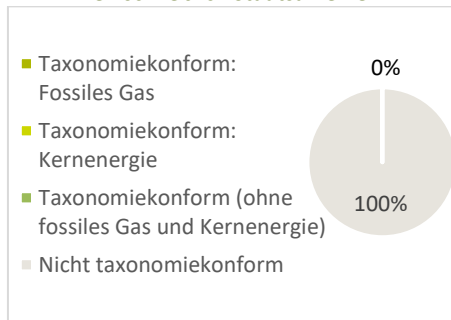 Taxonomiekonform:
Fossiles Gas
Taxonomiekonform:
Kernenergie
Taxonomiekonform (ohne
fossiles Gas und Kernenergie)
Nicht taxonomiekonform
0%
100%